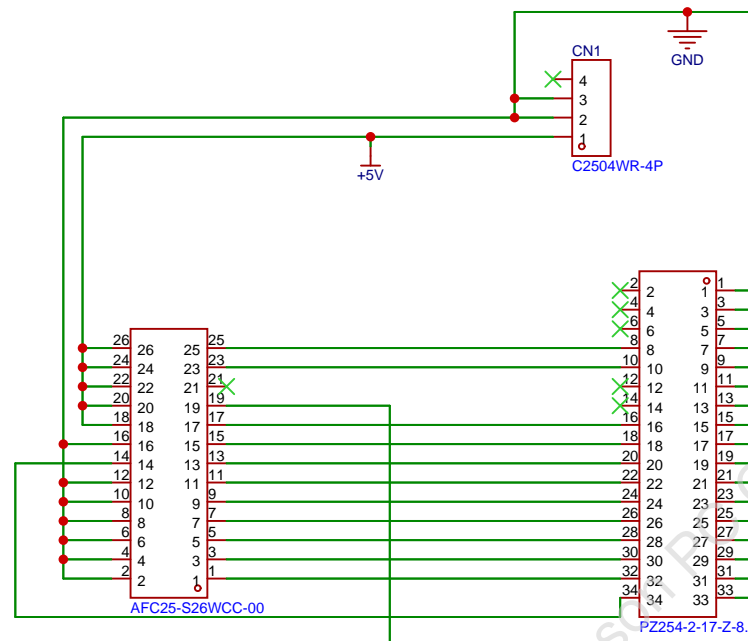 GND
CN1
4
3
2
1
C2504WR-4P
+5V
26 26 25 25
24 24 23 23
22 22 21 21
20 20 19 19
18 18 17 17
16 16 15 15
14 14 13 13
12 12 11 11
10 10 9 9
8 8 7 7
6 6 5 5
4 4 3 3
2 2 1 1
AFC25-S26WCC-00
2 2 1 1
4 4 3 3
6 6 5 5
8 8 7 7
10 10 9 9
12 12 11 11
14 14 13 13
16 16 15 15
18 18 17 17
20 20 19 19
22 22 21 21
24 24 23 23
26 26 25 25
28 28 27 27
30 30 29 29
32 32 31 31
34 34 33 33
PZ254-2-17-Z-8.